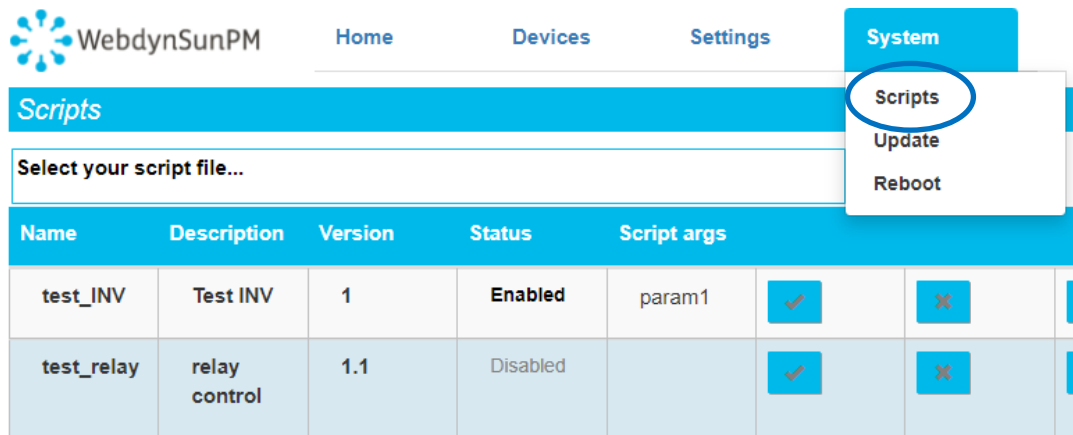 WebdynSunPM
Home Devices Settings System
Scripts
Scripts
Update
Reboot
Select your script file...
Name Description Version Status Script args
test_INV Test INV 1 Enabled param1
test_relay relay 1.1 Disabled
control